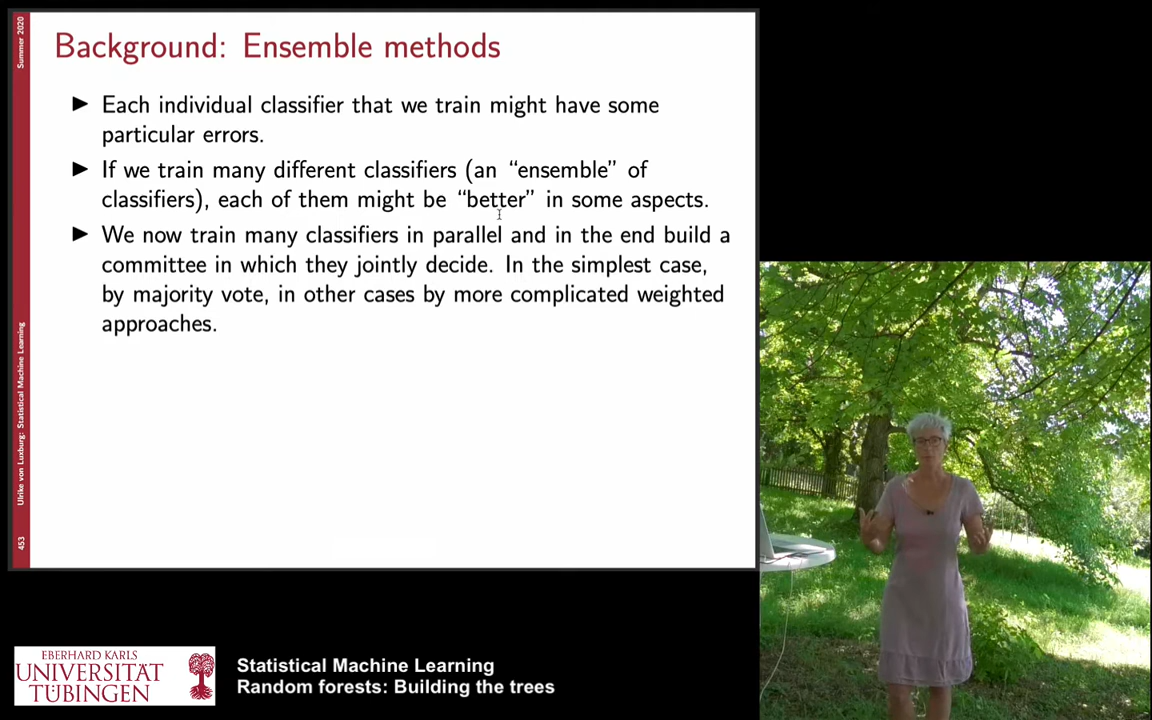 Summer 2020
Background: Ensemble methods
▶ Each individual classifier that we train might have some
particular errors.
▶ If we train many different classifiers (an “ensemble” of
classifiers), each of them might be “better” in some aspects.
▶ We now train many classifiers in parallel and in the end build a
committee in which they jointly decide. In the simplest case,
by majority vote, in other cases by more complicated weighted
approaches.
Ulrike von Luxburg: Statistical Machine Learning
453
EBERHARD KARLS
UNIVERSITÄT
TÜBINGEN
Statistical Machine Learning
Random forests: Building the trees